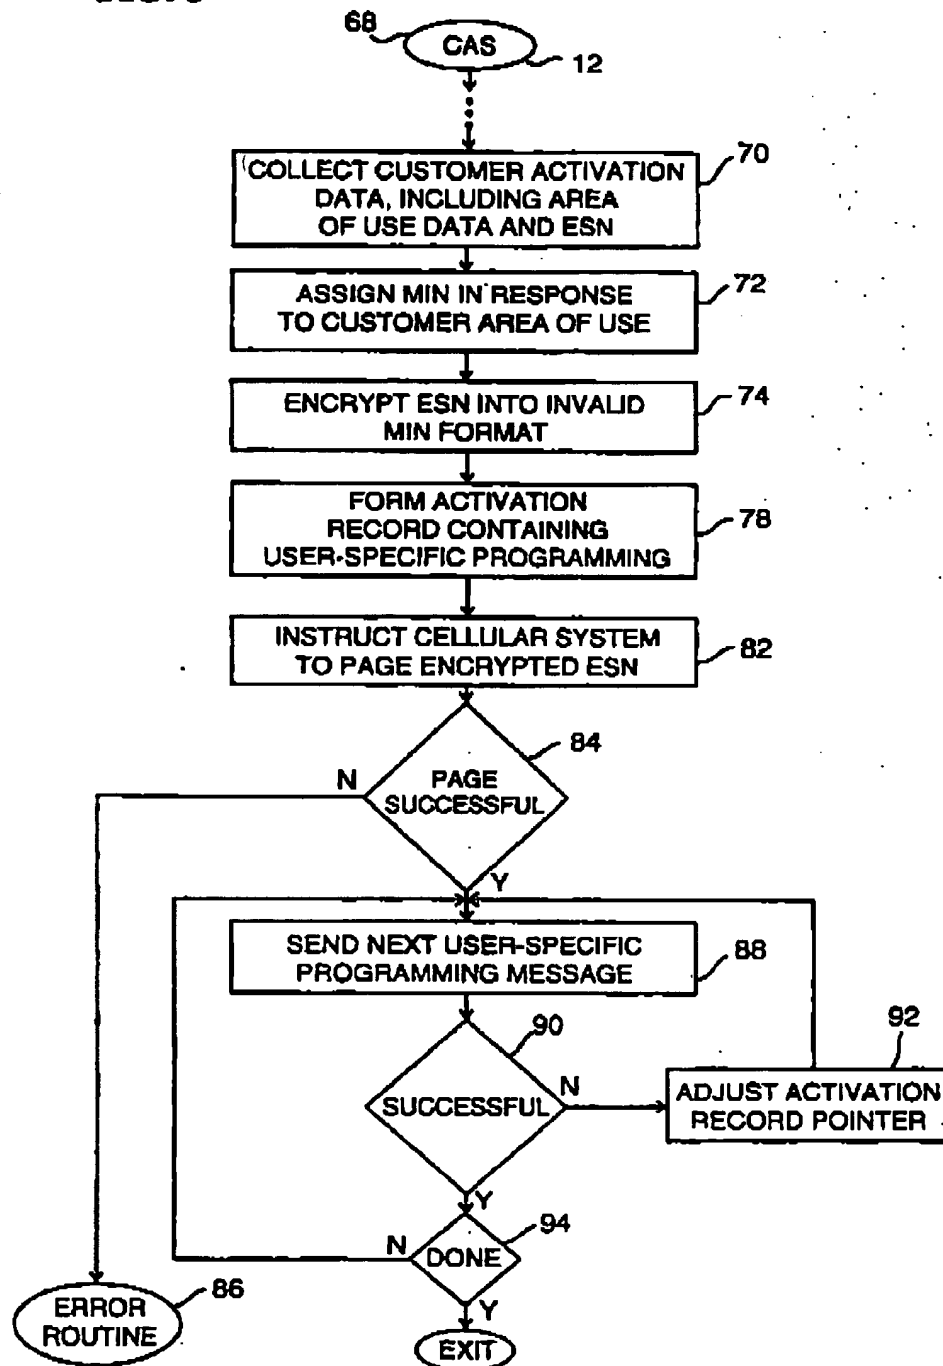 68
CAS
12
COLLECT CUSTOMER ACTIVATION
DATA, INCLUDING AREA
OF USE DATA AND ESN
70
ASSIGN MIN IN RESPONSE
TO CUSTOMER AREA OF USE
72
ENCRYPT ESN INTO INVALID
MIN FORMAT
74
FORM ACTIVATION
RECORD CONTAINING
USER-SPECIFIC PROGRAMMING
78
INSTRUCT CELLULAR SYSTEM
TO PAGE ENCRYPTED ESN
82
84
N
PAGE
SUCCESSFUL
Y
SEND NEXT USER-SPECIFIC
PROGRAMMING MESSAGE
88
90
SUCCESSFUL
N
92
ADJUST ACTIVATION
RECORD POINTER
Y
94
N
DONE
Y
86
ERROR
ROUTINE
EXIT